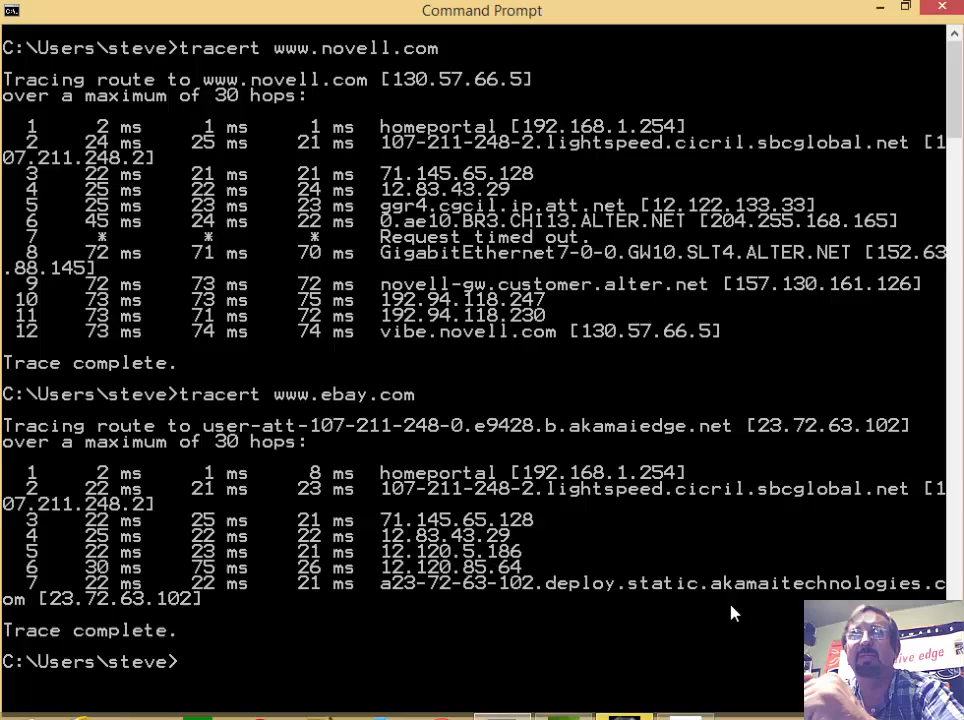 Command Prompt
C:\Users\steve>tracert www.novell.com
Tracing route to www.novell.com [130.57.66.5]
over a maximum of 30 hops:
1 2 ms 1 ms 1 ms homeportal [192.168.1.254]
2 24 ms 25 ms 21 ms 107-211-248-2.lightspeed.cicril.sbcglobal.net [1
07.211.248.2]
3 22 ms 21 ms 21 ms 71.145.65.128
4 25 ms 22 ms 24 ms 12.83.43.29
5 25 ms 23 ms 23 ms ggr4.cgcil.ip.att.net [12.122.133.33]
6 45 ms 24 ms 22 ms 0.ae10.BR3.CHI13.ALTER.NET [204.255.168.165]
7 * * * Request timed out.
8 72 ms 71 ms 70 ms GigabitEthernet7-0-0.GW10.SLT4.ALTER.NET [152.63
.88.145]
9 72 ms 73 ms 72 ms novell-gw.customer.alter.net [157.130.161.126]
10 73 ms 73 ms 75 ms 192.94.118.247
11 73 ms 71 ms 72 ms 192.94.118.230
12 73 ms 74 ms 74 ms vibe.novell.com [130.57.66.5]
Trace complete.
C:\Users\steve>tracert www.ebay.com
Tracing route to user-att-107-211-248-0.e9428.b.akamaiedge.net [23.72.63.102]
over a maximum of 30 hops:
1 2 ms 1 ms 8 ms homeportal [192.168.1.254]
2 22 ms 21 ms 23 ms 107-211-248-2.lightspeed.cicril.sbcglobal.net [1
07.211.248.2]
3 22 ms 25 ms 21 ms 71.145.65.128
4 25 ms 22 ms 22 ms 12.83.43.29
5 22 ms 23 ms 21 ms 12.120.5.186
6 30 ms 75 ms 26 ms 12.120.85.64
7 22 ms 22 ms 21 ms a23-72-63-102.deploy.static.akamaitechnologies.c
om [23.72.63.102]
Trace complete.
C:\Users\steve>
edge